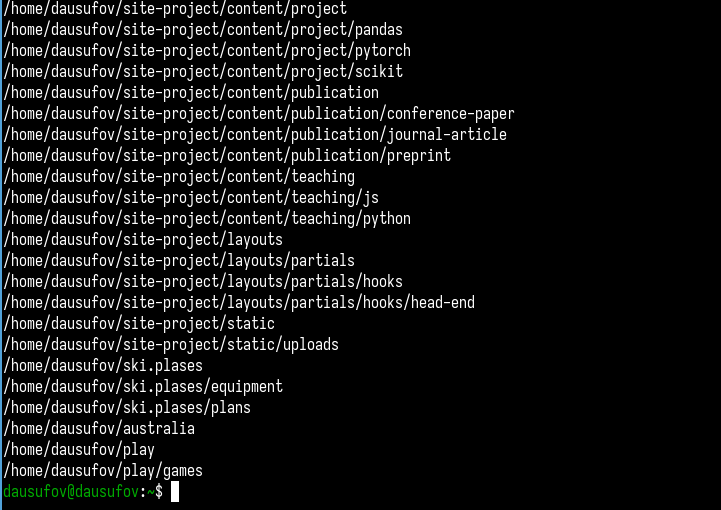 /home/dausufov/site-project/content/project
/home/dausufov/site-project/content/project/pandas
/home/dausufov/site-project/content/project/pytorch
/home/dausufov/site-project/content/project/scikit
/home/dausufov/site-project/content/publication
/home/dausufov/site-project/content/publication/conference-paper
/home/dausufov/site-project/content/publication/journal-article
/home/dausufov/site-project/content/publication/preprint
/home/dausufov/site-project/content/teaching
/home/dausufov/site-project/content/teaching/js
/home/dausufov/site-project/content/teaching/python
/home/dausufov/site-project/layouts
/home/dausufov/site-project/layouts/partials
/home/dausufov/site-project/layouts/partials/hooks
/home/dausufov/site-project/layouts/partials/hooks/head-end
/home/dausufov/site-project/static
/home/dausufov/site-project/static/uploads
/home/dausufov/ski.plases
/home/dausufov/ski.plases/equipment
/home/dausufov/ski.plases/plans
/home/dausufov/australia
/home/dausufov/play
/home/dausufov/play/games
dausufov@dausufov:~$